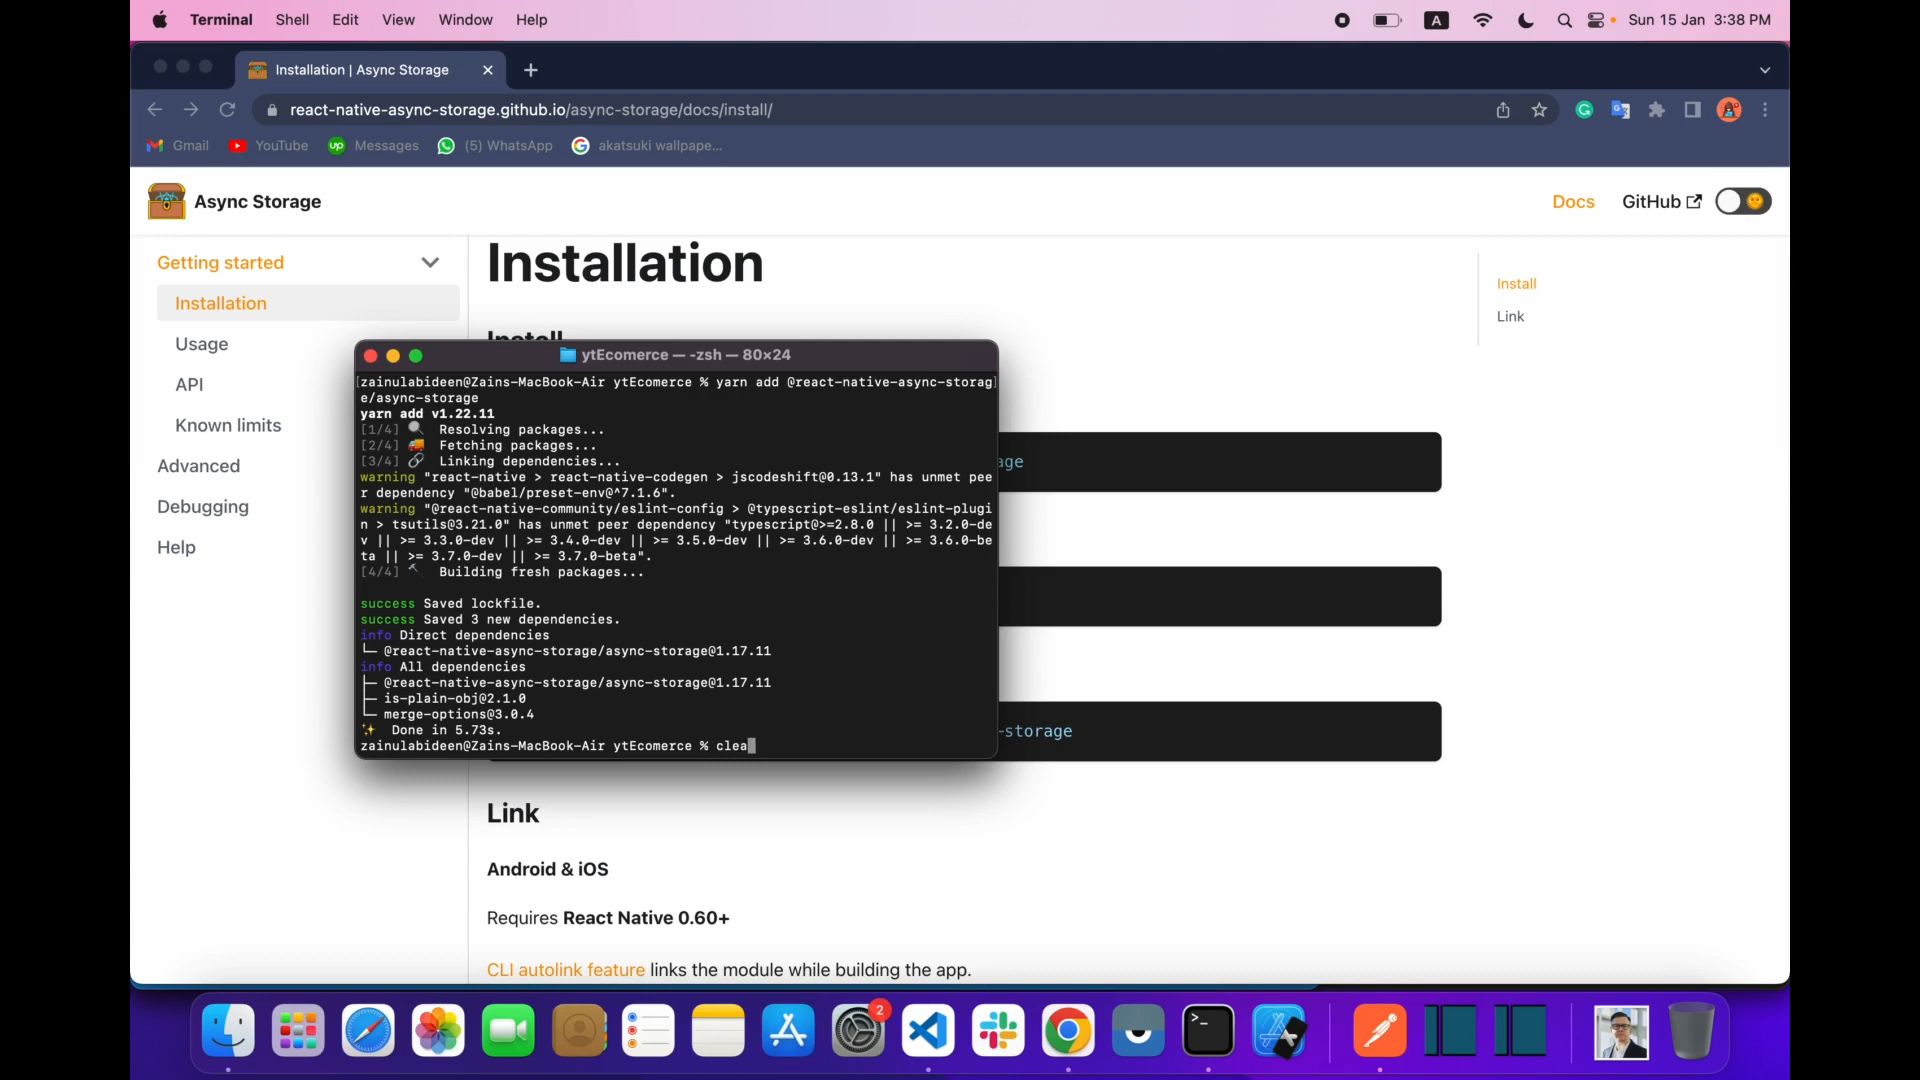 Terminal Shell Edit View Window Help A Sun 15 Jan 3:38 PM
Installation | Async Storage
react-native-async-storage.github.io/async-storage/docs/install/
Gmail YouTube up Messages (5) WhatsApp akatsuki wallpape...
Async Storage Docs GitHub
Getting started
Installation
Usage
API
Known limits
Advanced
Debugging
Help
Installation
Install
Install
Link
ytEcomerce — -zsh — 80×24
zainulabideen@Zains-MacBook-Air ytEcomerce % yarn add @react-native-async-storag
e/async-storage
yarn add v1.22.11
[1/4] 🔍 Resolving packages...
[2/4] 🚚 Fetching packages...
[3/4] 🔗 Linking dependencies...
warning "react-native > react-native-codegen > jscodeshift@0.13.1" has unmet pee
r dependency "@babel/preset-env@^7.1.6".
warning "@react-native-community/eslint-config > @typescript-eslint/eslint-plugi
n > tsutils@3.21.0" has unmet peer dependency "typescript@>=2.8.0 || >= 3.2.0-de
v || >= 3.3.0-dev || >= 3.4.0-dev || >= 3.5.0-dev || >= 3.6.0-dev || >= 3.6.0-be
ta || >= 3.7.0-dev || >= 3.7.0-beta".
[4/4] 🔨 Building fresh packages...
success Saved lockfile.
success Saved 3 new dependencies.
info Direct dependencies
└─ @react-native-async-storage/async-storage@1.17.11
info All dependencies
├─ @react-native-async-storage/async-storage@1.17.11
├─ is-plain-obj@2.1.0
└─ merge-options@3.0.4
✨ Done in 5.73s.
zainulabideen@Zains-MacBook-Air ytEcomerce % clea
age
-storage
Link
Android & iOS
Requires React Native 0.60+
CLI autolink feature links the module while building the app.
2